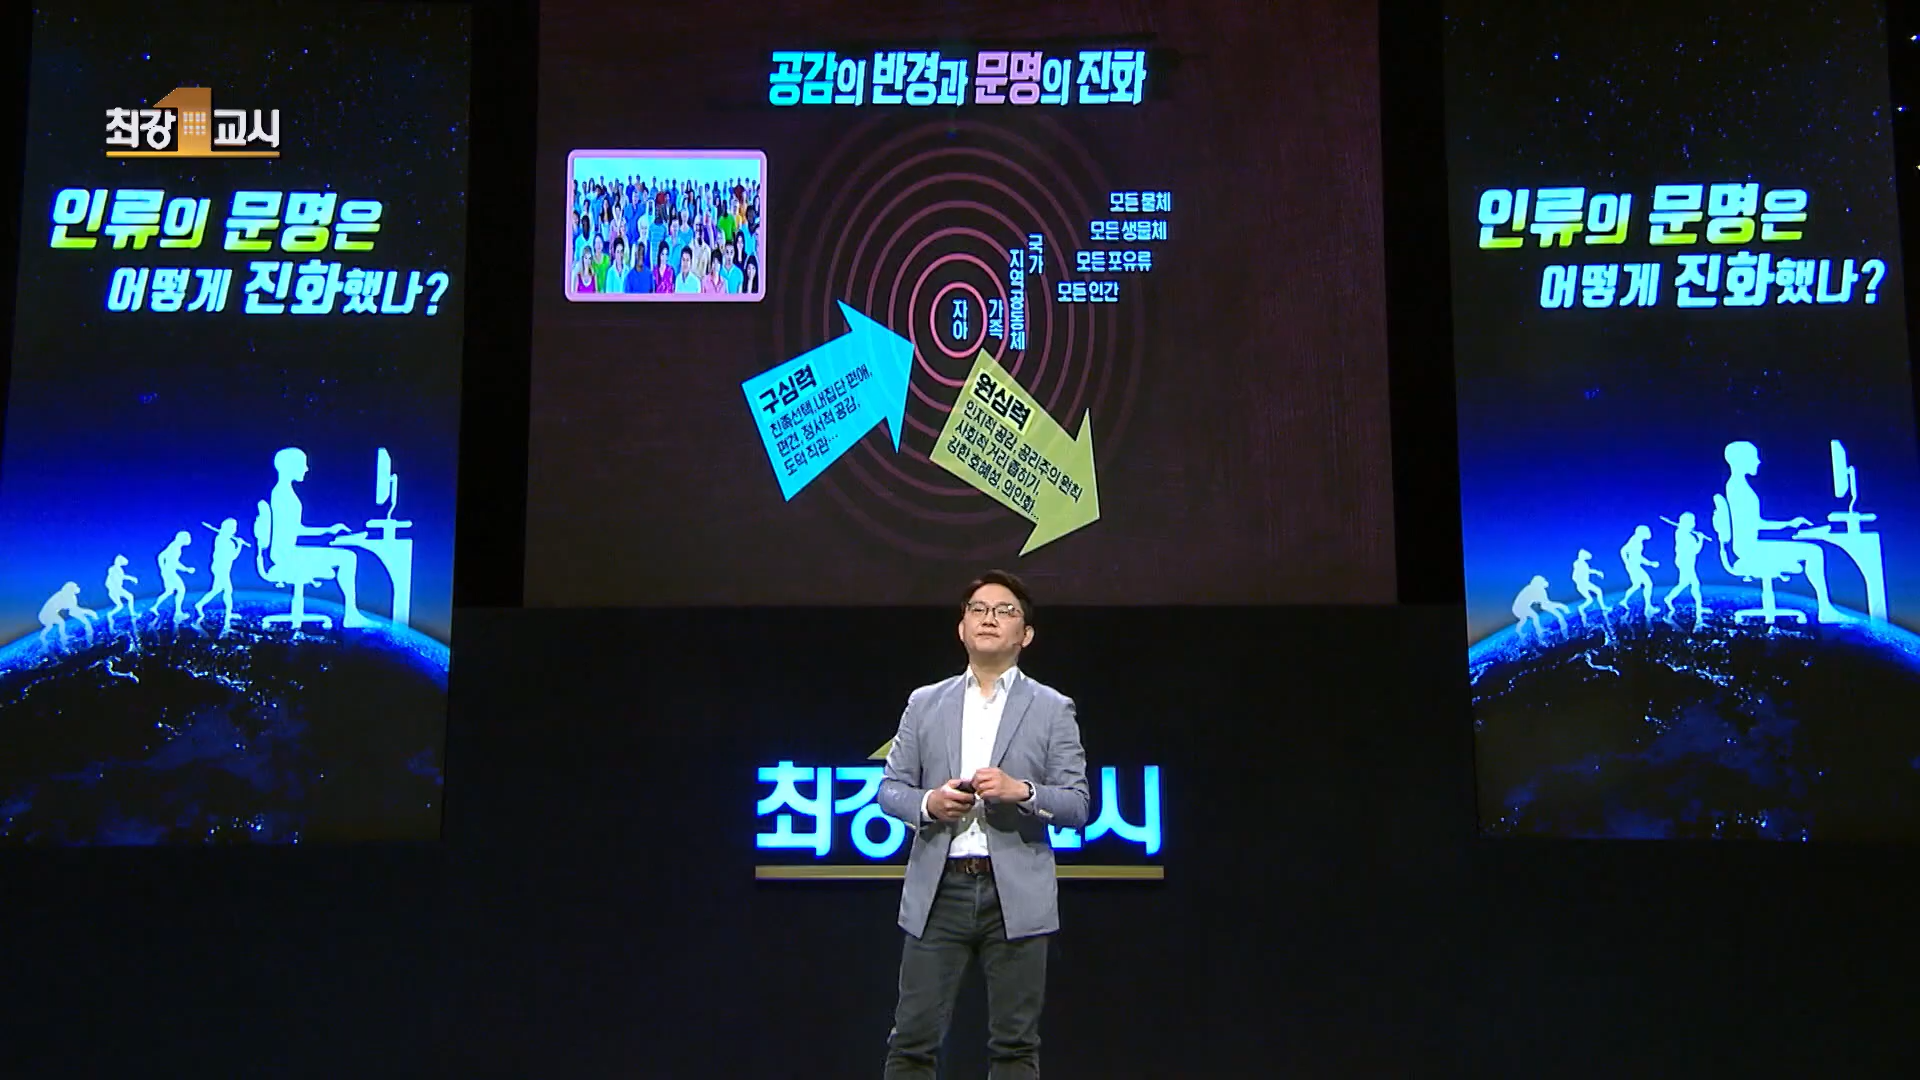 최강1교시
인류의 문명은
어떻게 진화했나?
공감의 반경과 문명의 진화
모든 물체
모든 생물체
모든 포유류
모든 인간
국가
지역공동체
가족
자아
구심력
친족선택, 내집단 편애,
편견, 정서적 공감,
도덕 직관...
원심력
인지적 공감, 공리주의 원칙
사회적 거리 좁히기,
강한 호혜성, 의인화...
인류의 문명은
어떻게 진화했나?
최강 교시